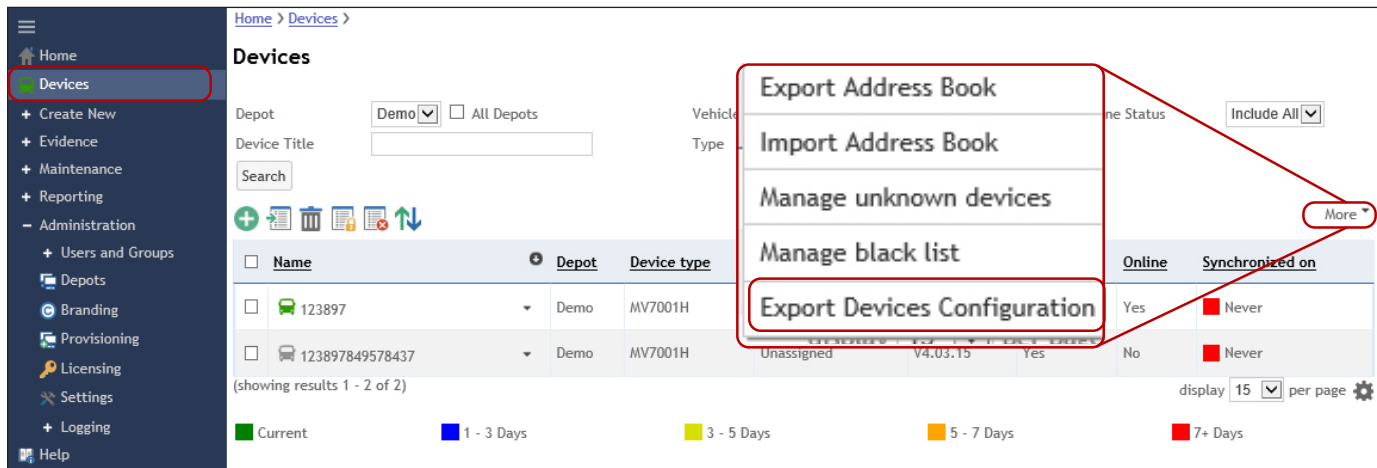 Home > Devices >
Home
Devices
Create New
Evidence
Maintenance
Reporting
Administration
Users and Groups
Depots
Branding
Provisioning
Licensing
Settings
Logging
Help
Devices
Depot Demo All Depots Vehicle ne Status Include All
Device Title Type
Search
More
Export Address Book
Import Address Book
Manage unknown devices
Manage black list
Export Devices Configuration
Name Depot Device type Online Synchronized on
123897 Demo MV7001H Yes Never
123897849578437 Demo MV7001H Unassigned V4.03.15 Yes No Never
(showing results 1 - 2 of 2) display 15 per page
Current 1 - 3 Days 3 - 5 Days 5 - 7 Days 7+ Days